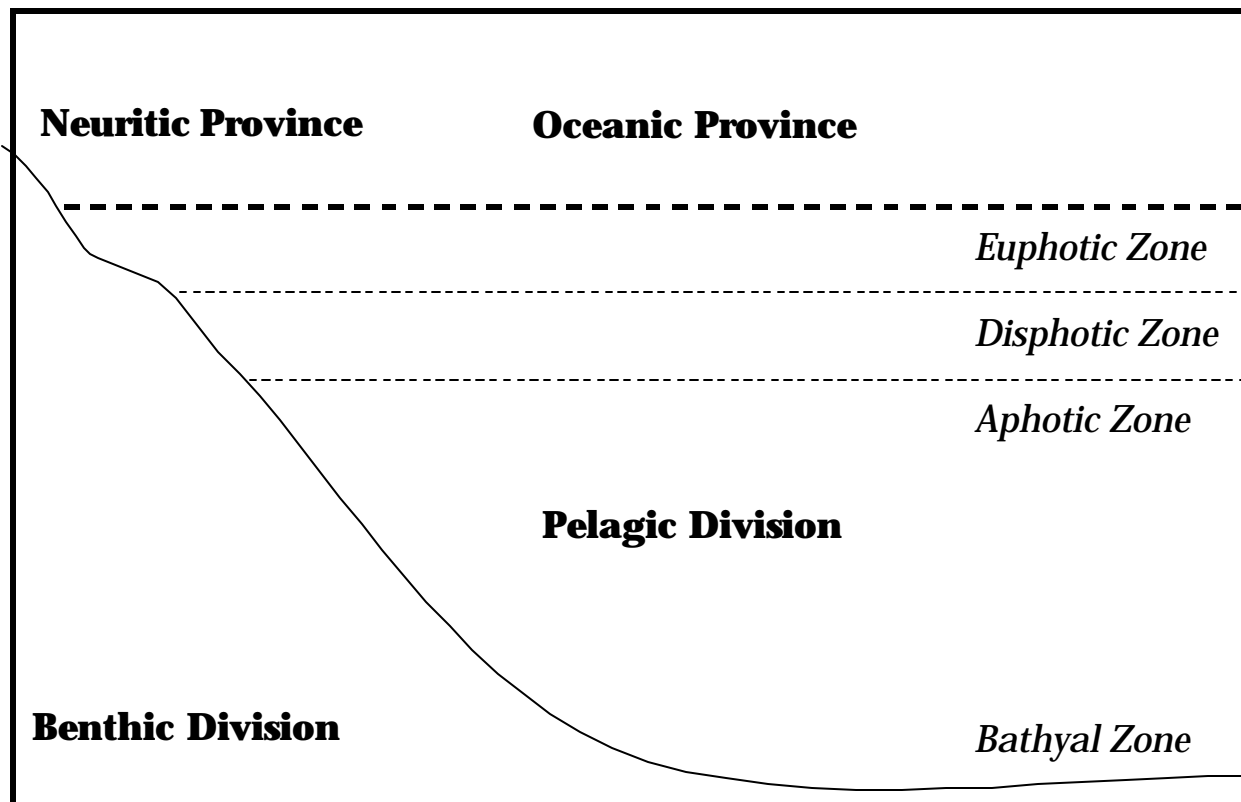 Neuritic Province
Oceanic Province
Euphotic Zone
Disphotic Zone
Aphotic Zone
Pelagic Division
Benthic Division
Bathyal Zone